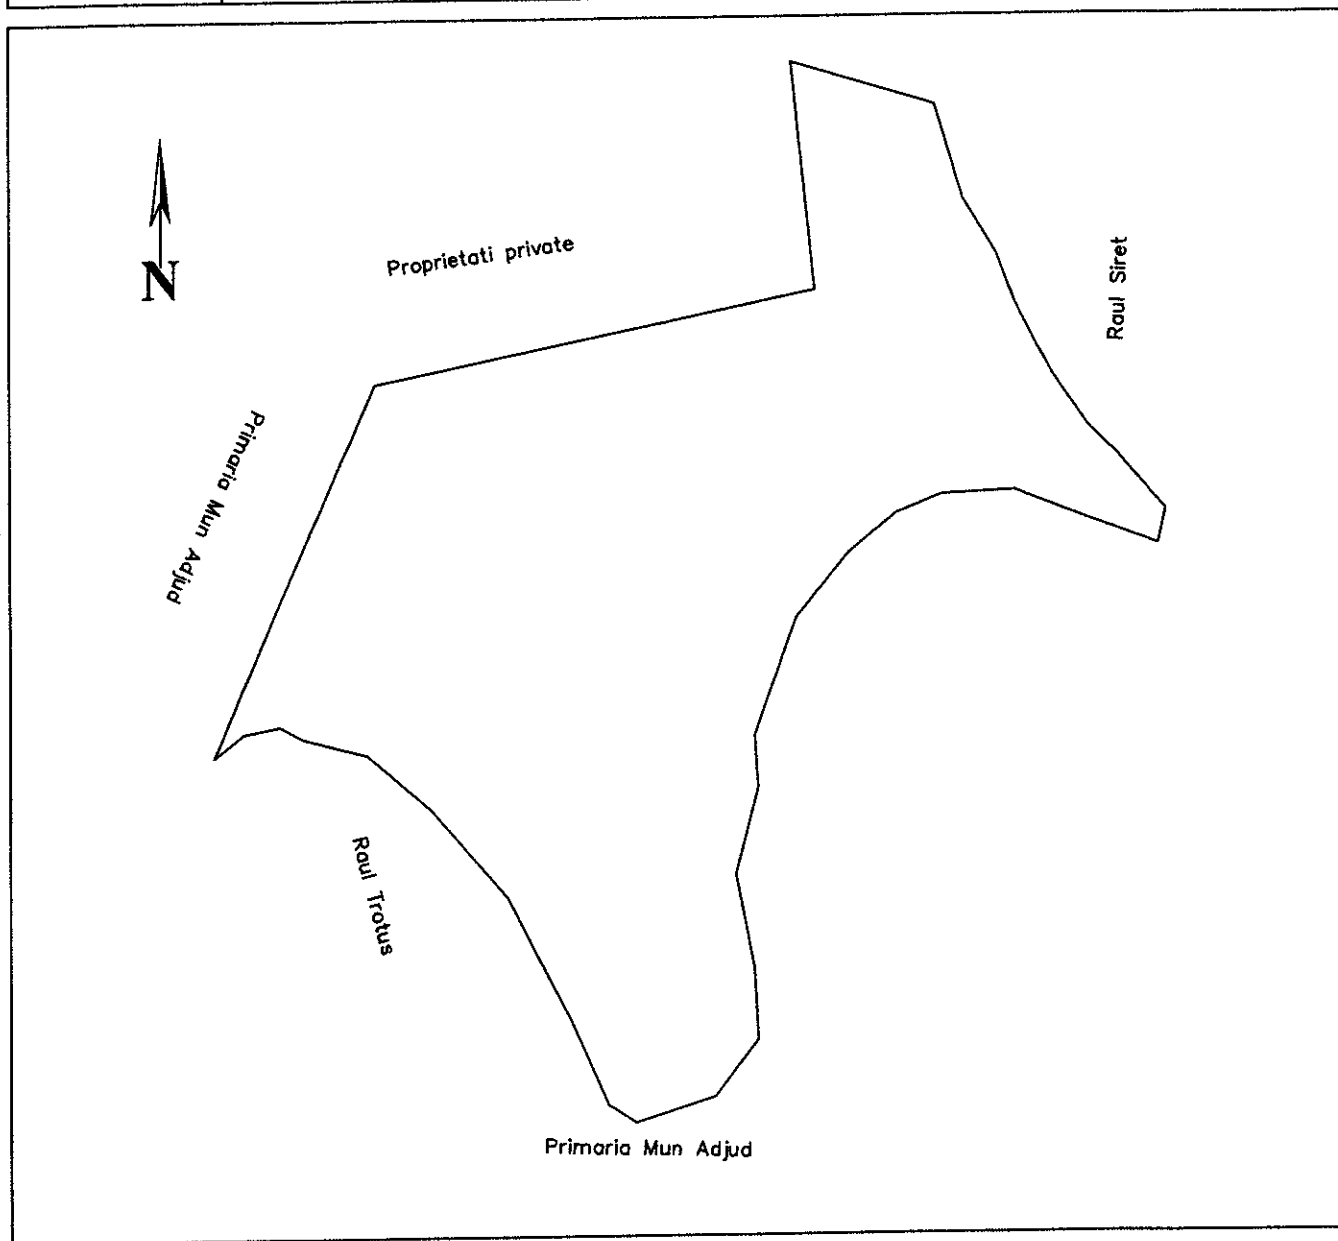 N
Proprietati private
Raul Siret
Primaria Mun Adjud
Raul Trotus
Primaria Mun Adjud